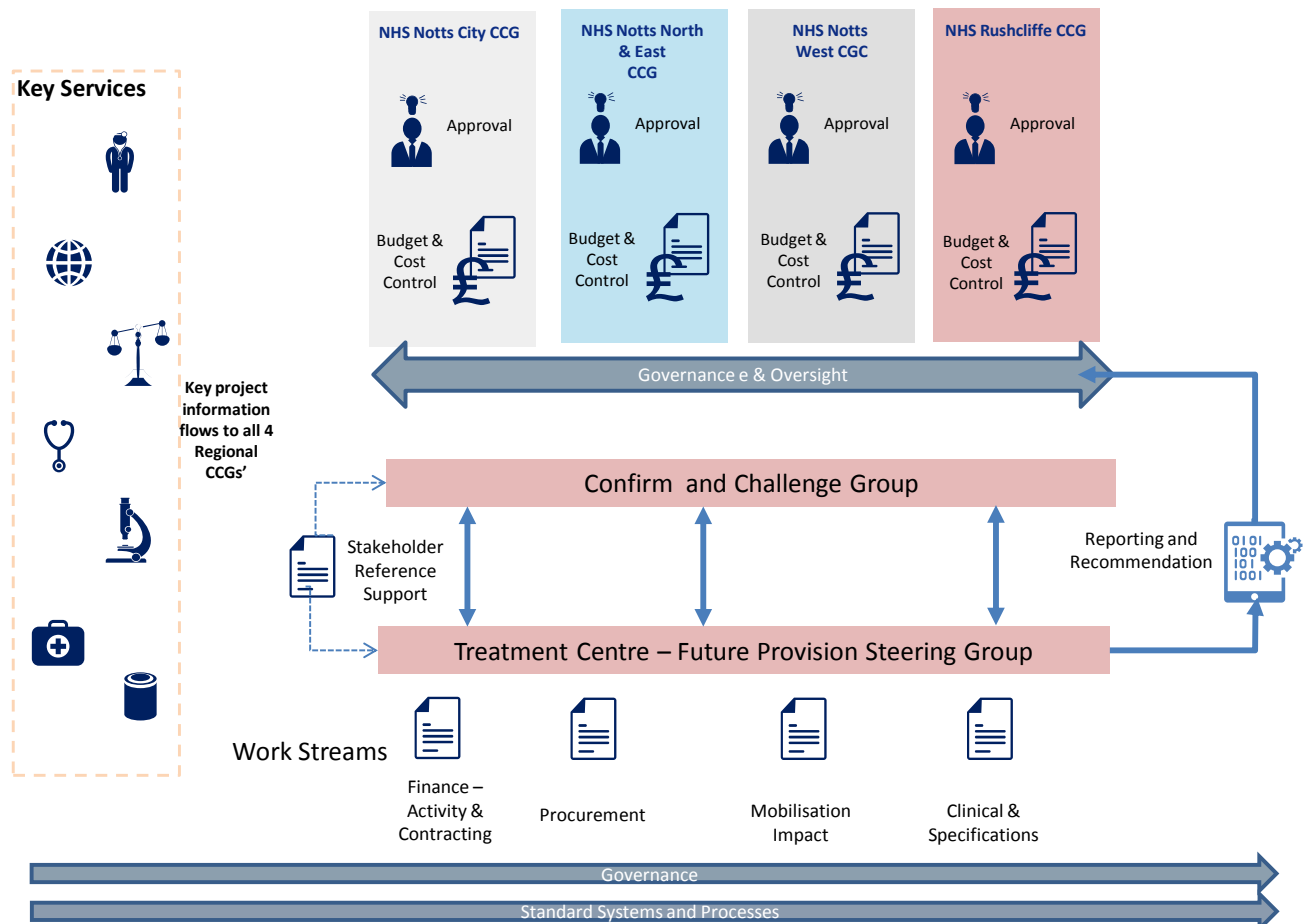 NHS Notts City CCG
NHS Notts North
& East
CCG
NHS Notts
West CGC
NHS Rushcliffe CCG
Key Services
Approval
Approval
Approval
Approval
Budget &
Cost
Control
Budget &
Cost
Control
Budget &
Cost
Control
Budget &
Cost
Control
£
£
£
£
Governance e & Oversight
Key project
information
flows to all 4
Regional
CCGs’
Confirm  and Challenge Group
Stakeholder
Reference
Support
Reporting and
Recommendation
0101
100
101
1001
Treatment Centre – Future Provision Steering Group
Work Streams
Finance –
Activity &
Contracting
Procurement
Mobilisation
Impact
Clinical &
Specifications
Governance
Standard Systems and Processes